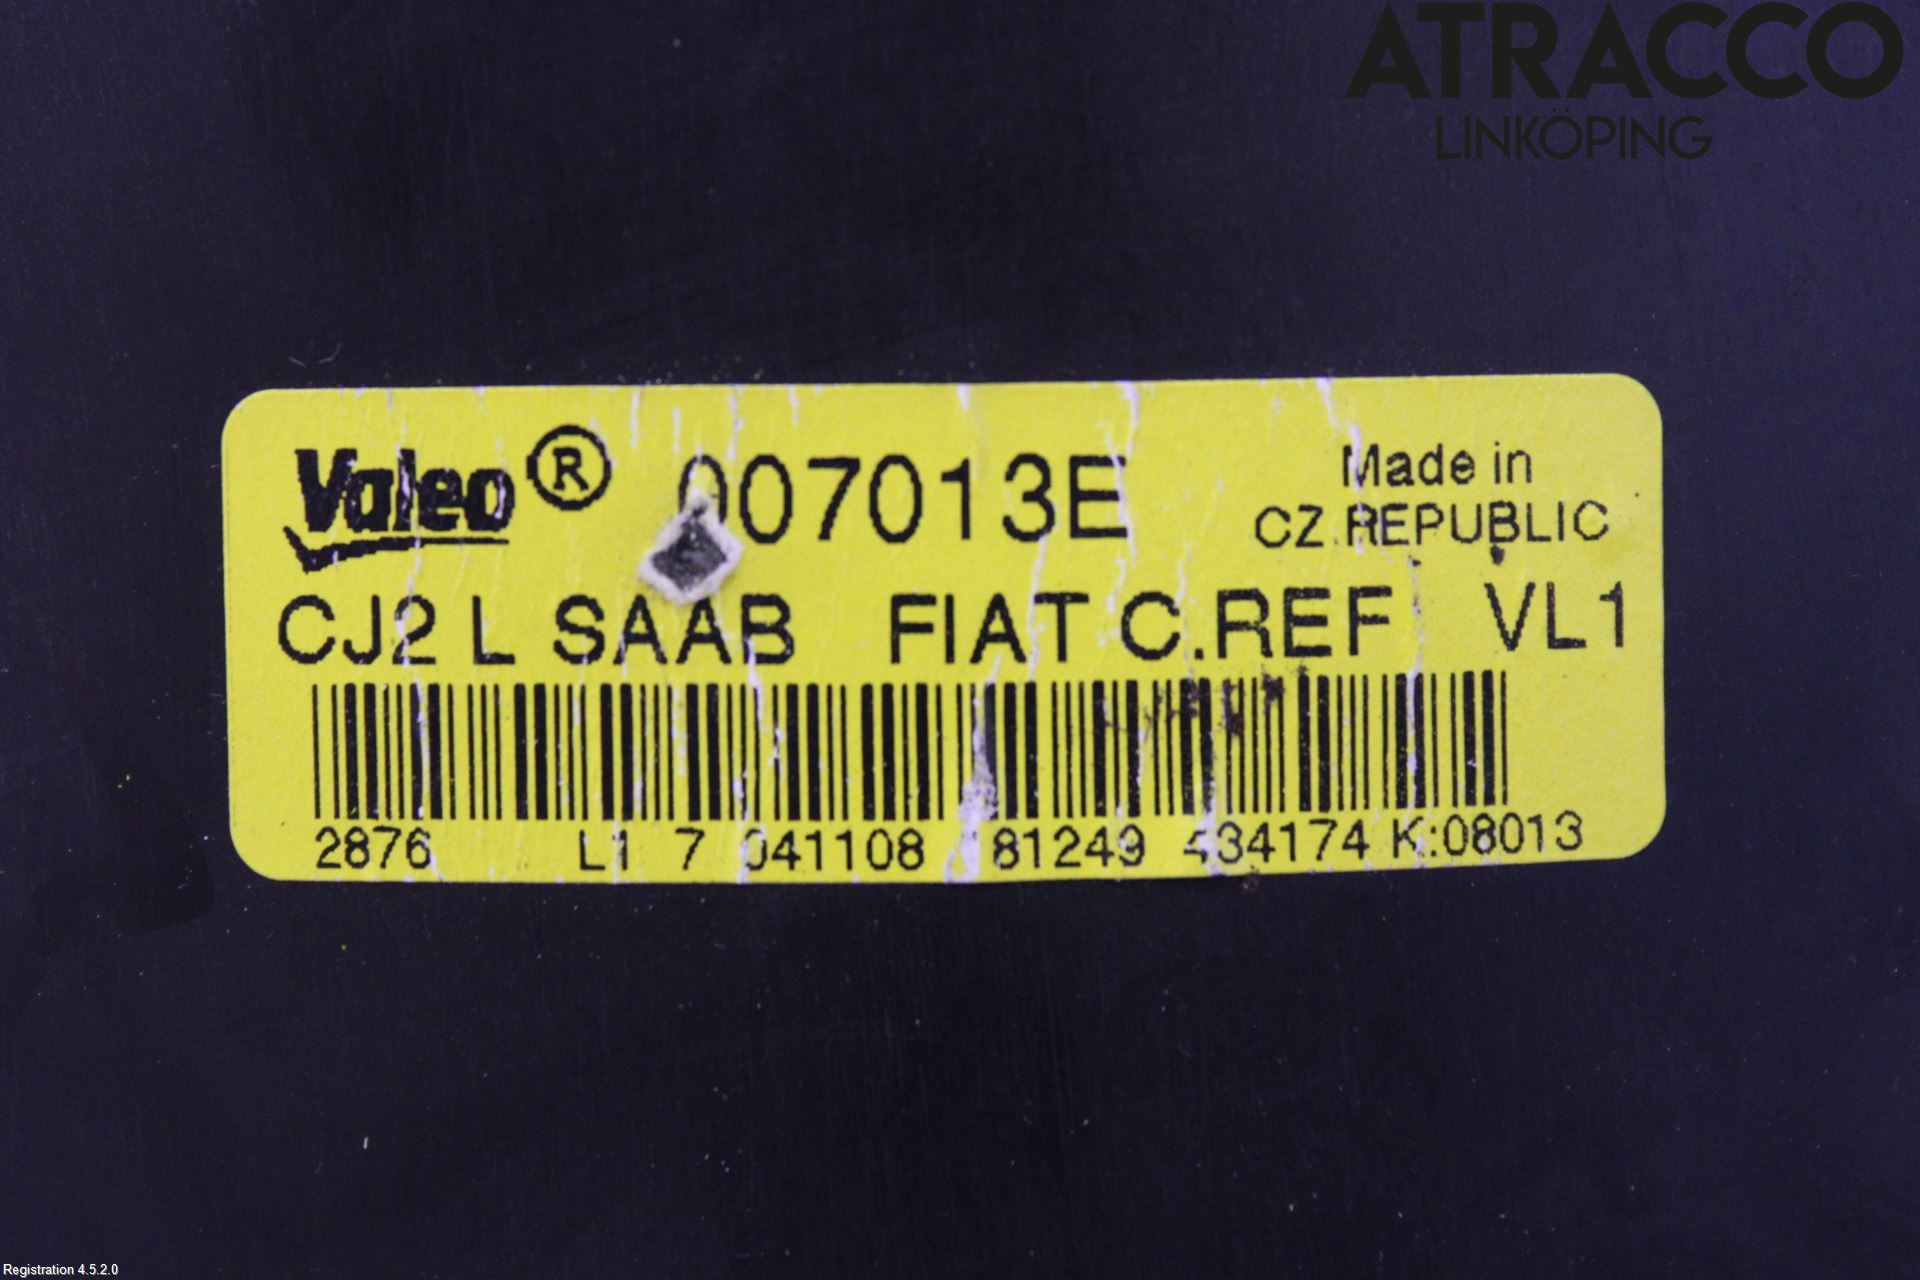 ATRACCO
LINKÖPING
Valeo® 007013E Made in
CZ.REPUBLIC
CJ2 L SAAB FIAT C.REF VL1
2876 L1 7 041108 181249 434174 K:08013
Registration 4.5.2.0